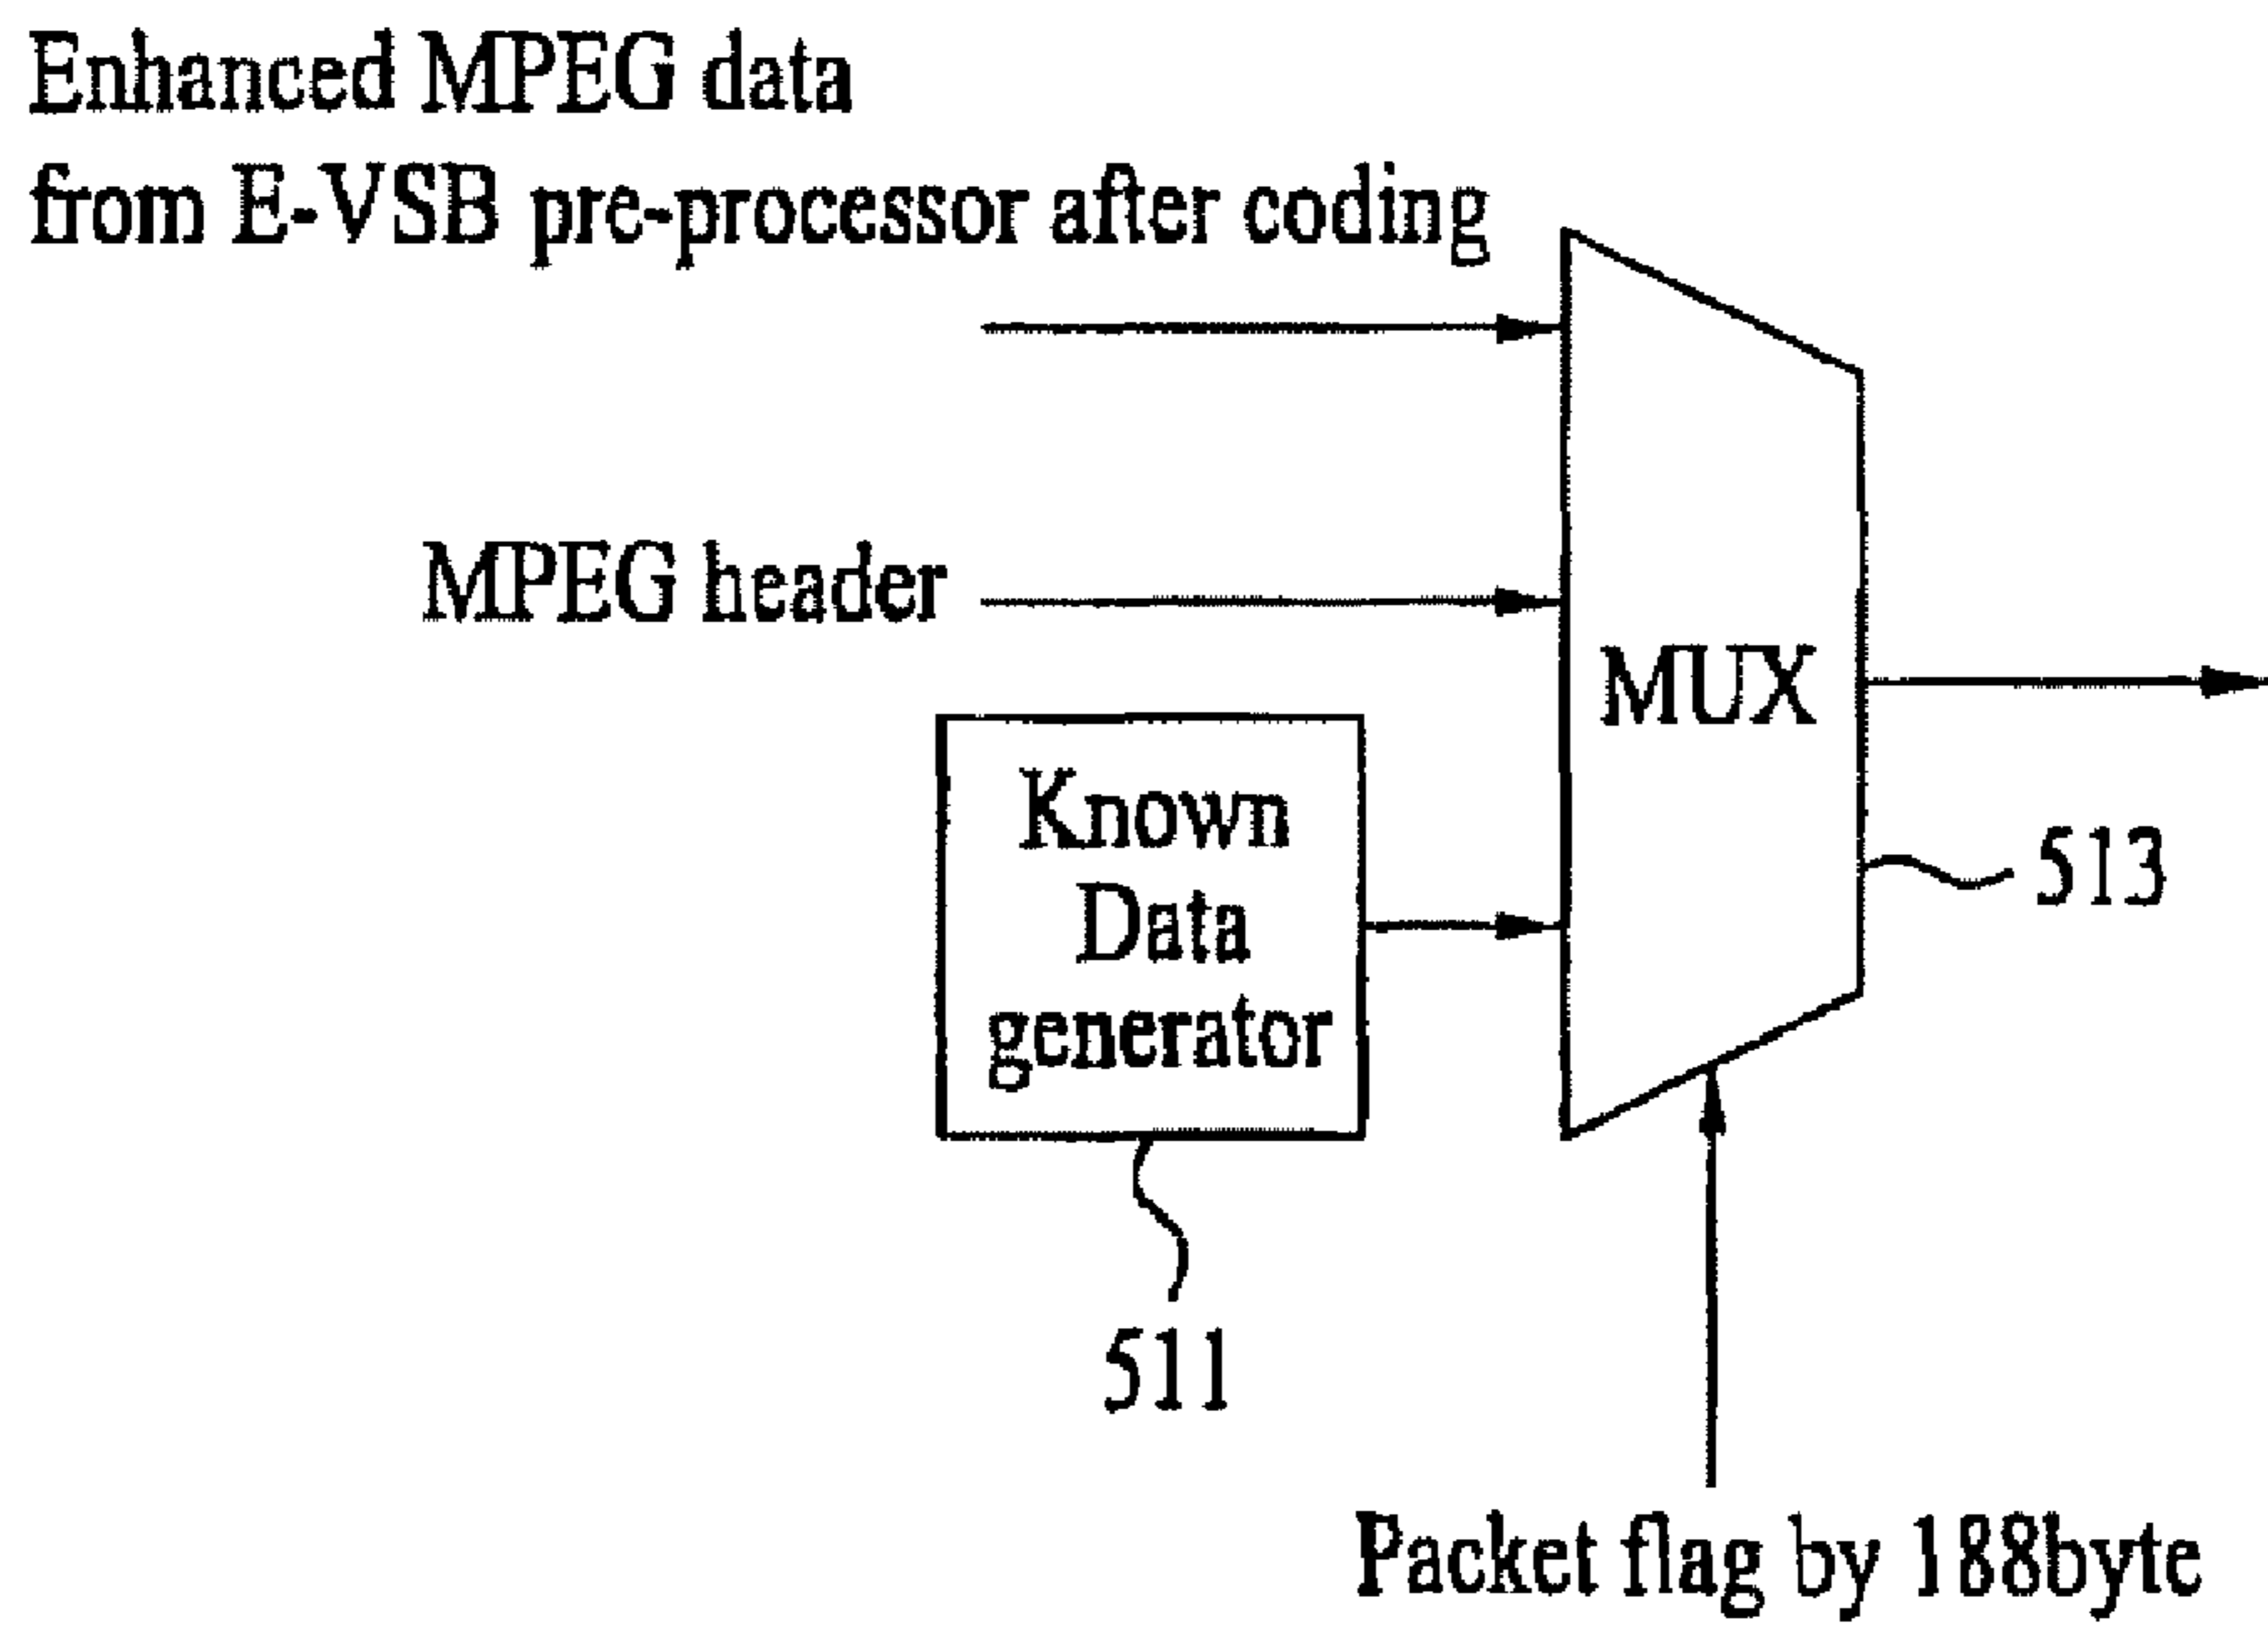 Enhanced MPEG data
from E-VSB pre-processor after coding
MPEG header
MUX
Known
Data
generator
513
511
Packet flag by 188byte